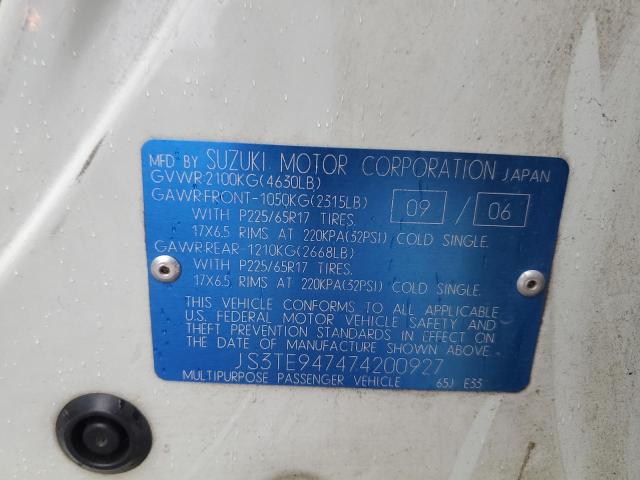 MFD BY SUZUKI MOTOR CORPORATION JAPAN
GVWR-2100KG(4630LB)
GAWR-FRONT-1050KG(2315LB) 09 / 06
WITH P225/65R17 TIRES.
17X6.5 RIMS AT 220KPA(32PSI) COLD SINGLE.
GAWR-REAR-1210KG(2668LB)
WITH P225/65R17 TIRES.
17X6.5 RIMS AT 220KPA(32PSI) COLD SINGLE.
THIS VEHICLE CONFORMS TO ALL APPLICABLE
U.S. FEDERAL MOTOR VEHICLE SAFETY AND
THEFT PREVENTION STANDARDS IN EFFECT ON
THE DATE OF MANUFACTURE SHOWN ABOVE.
JS3TE947474200927
MULTIPURPOSE PASSENGER VEHICLE 65J E33